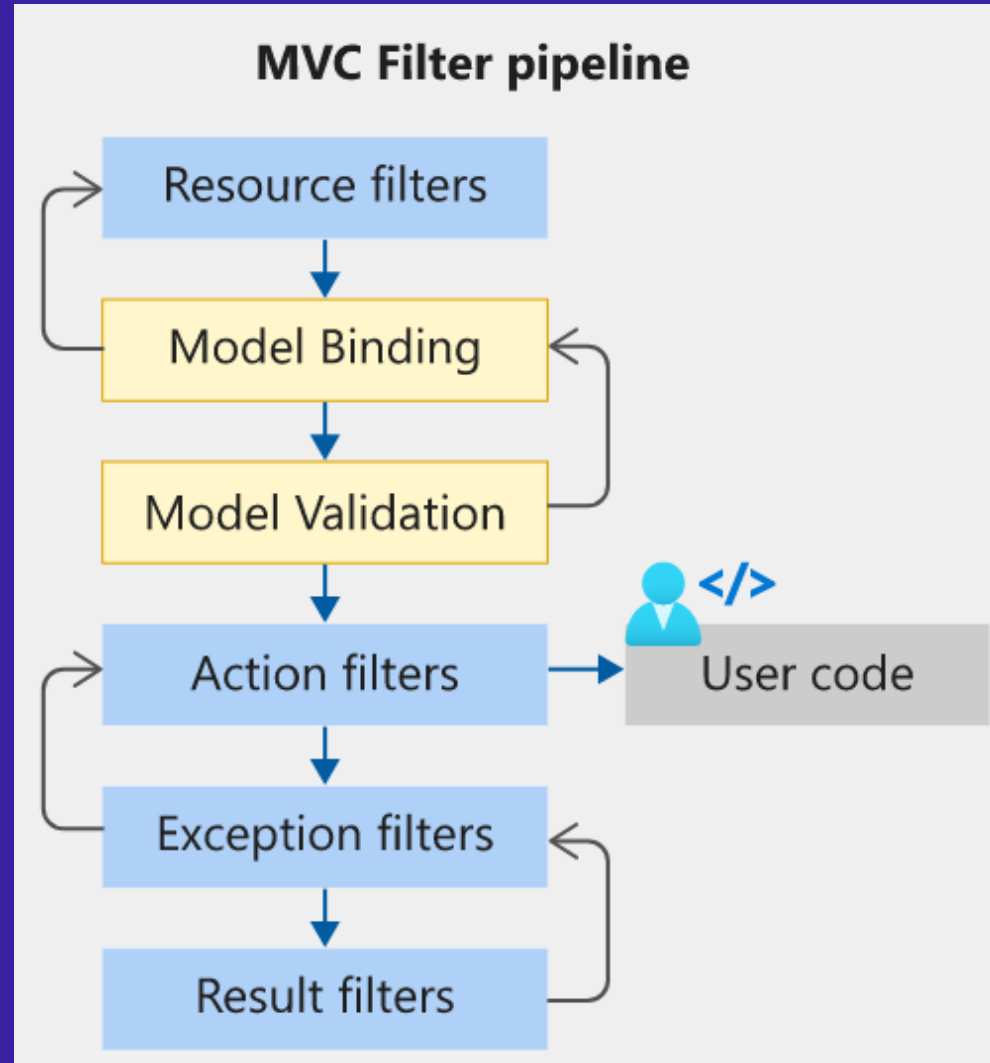 MVC Filter pipeline
Resource filters
Model Binding
Model Validation
</>
Action filters
User code
Exception filters
Result filters